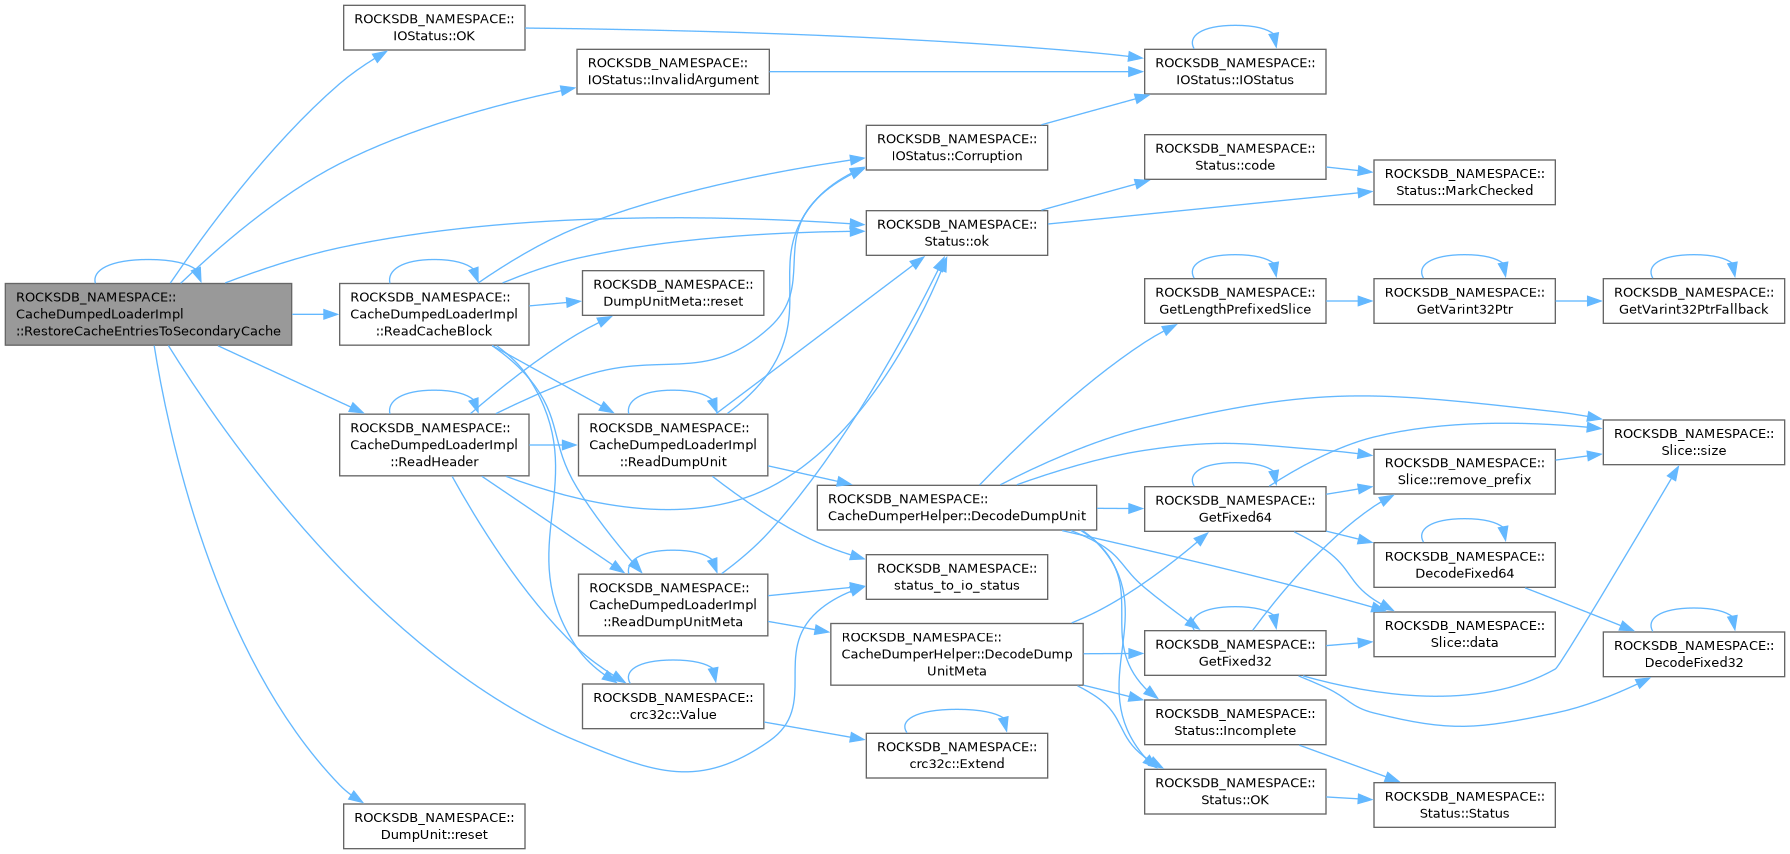 ROCKSDB_NAMESPACE::
CacheDumpedLoaderImpl
::RestoreCacheEntriesToSecondaryCache
ROCKSDB_NAMESPACE::
IOStatus::OK
ROCKSDB_NAMESPACE::
CacheDumpedLoaderImpl
::ReadCacheBlock
ROCKSDB_NAMESPACE::
CacheDumpedLoaderImpl
::ReadHeader
ROCKSDB_NAMESPACE::
DumpUnit::reset
ROCKSDB_NAMESPACE::
IOStatus::InvalidArgument
ROCKSDB_NAMESPACE::
DumpUnitMeta::reset
ROCKSDB_NAMESPACE::
CacheDumpedLoaderImpl
::ReadDumpUnit
ROCKSDB_NAMESPACE::
CacheDumpedLoaderImpl
::ReadDumpUnitMeta
ROCKSDB_NAMESPACE::
crc32c::Value
ROCKSDB_NAMESPACE::
IOStatus::Corruption
ROCKSDB_NAMESPACE::
Status::ok
ROCKSDB_NAMESPACE::
CacheDumperHelper::DecodeDumpUnit
ROCKSDB_NAMESPACE::
status_to_io_status
ROCKSDB_NAMESPACE::
CacheDumperHelper::DecodeDump
UnitMeta
ROCKSDB_NAMESPACE::
crc32c::Extend
ROCKSDB_NAMESPACE::
IOStatus::IOStatus
ROCKSDB_NAMESPACE::
Status::code
ROCKSDB_NAMESPACE::
GetLengthPrefixedSlice
ROCKSDB_NAMESPACE::
GetFixed64
ROCKSDB_NAMESPACE::
GetFixed32
ROCKSDB_NAMESPACE::
Status::Incomplete
ROCKSDB_NAMESPACE::
Status::OK
ROCKSDB_NAMESPACE::
Status::MarkChecked
ROCKSDB_NAMESPACE::
GetVarint32Ptr
ROCKSDB_NAMESPACE::
Slice::remove_prefix
ROCKSDB_NAMESPACE::
DecodeFixed64
ROCKSDB_NAMESPACE::
Slice::data
ROCKSDB_NAMESPACE::
Status::Status
ROCKSDB_NAMESPACE::
GetVarint32PtrFallback
ROCKSDB_NAMESPACE::
Slice::size
ROCKSDB_NAMESPACE::
DecodeFixed32